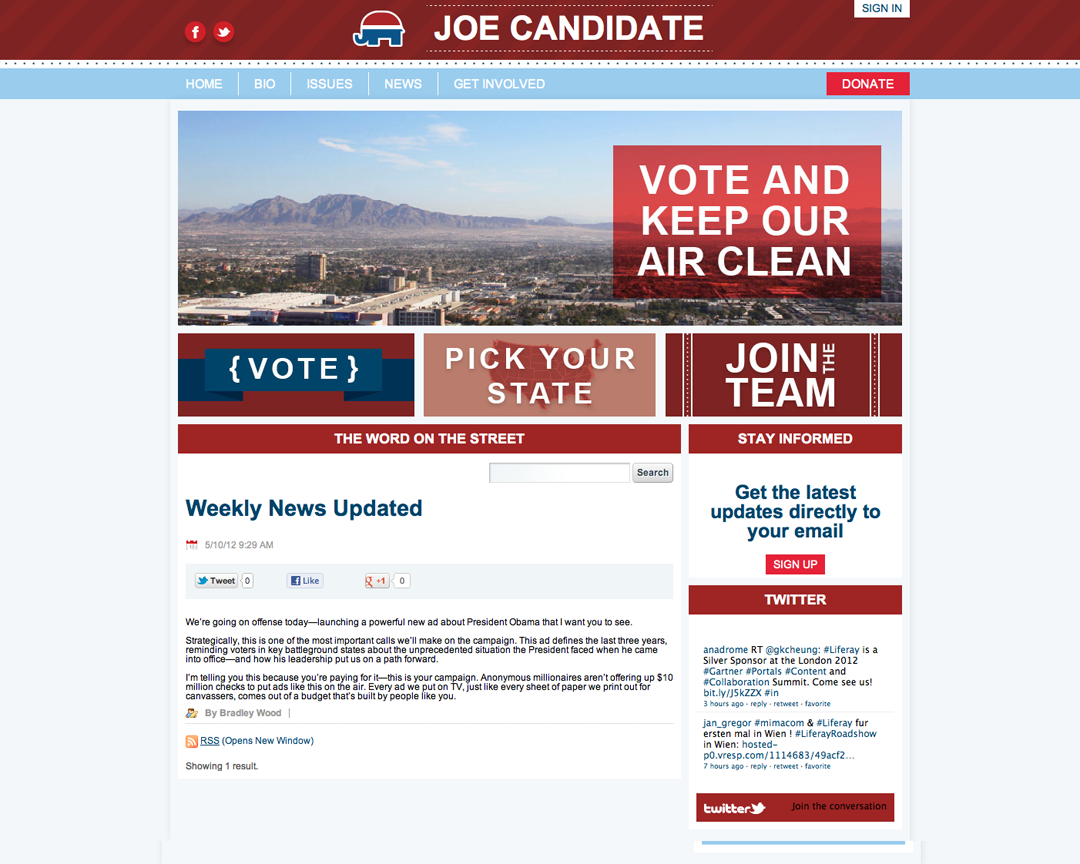 SIGN IN
JOE CANDIDATE
HOME
BIO
ISSUES
NEWS
GET INVOLVED
DONATE
VOTE AND
KEEP OUR
AIR CLEAN
{ VOTE }
PICK YOUR
STATE
JOIN THE
TEAM
THE WORD ON THE STREET
Search
Weekly News Updated
5/10/12 9:29 AM
Tweet 0
Like
+1 0
We're going on offense today—launching a powerful new ad about President Obama that I want you to see.
Strategically, this is one of the most important calls we'll make on the campaign. This ad defines the last three years,
reminding voters in key battleground states about the unprecedented situation the President faced when he came
into office—and how his leadership put us on a path forward.
I'm telling you this because you're paying for it—this is your campaign. Anonymous millionaires aren't offering up $10
million checks to put ads like this on the air. Every ad we put on TV, just like every sheet of paper we print out for
canvassers, comes out of a budget that's built by people like you.
By Bradley Wood |
RSS (Opens New Window)
Showing 1 result.
STAY INFORMED
Get the latest
updates directly to
your email
SIGN UP
TWITTER
anadrome RT @gkcheung: #Liferay is a
Silver Sponsor at the London 2012
#Gartner #Portals #Content and
#Collaboration Summit. Come see us!
bit.ly/J5kZZX #in
3 hours ago · reply · retweet · favorite
jan_gregor #mimacom & #Liferay fur
ersten mal in Wien ! #LiferayRoadshow
in Wien: hosted-
p0.vresp.com/1114683/49acf2…
7 hours ago · reply · retweet · favorite
twitter
Join the conversation